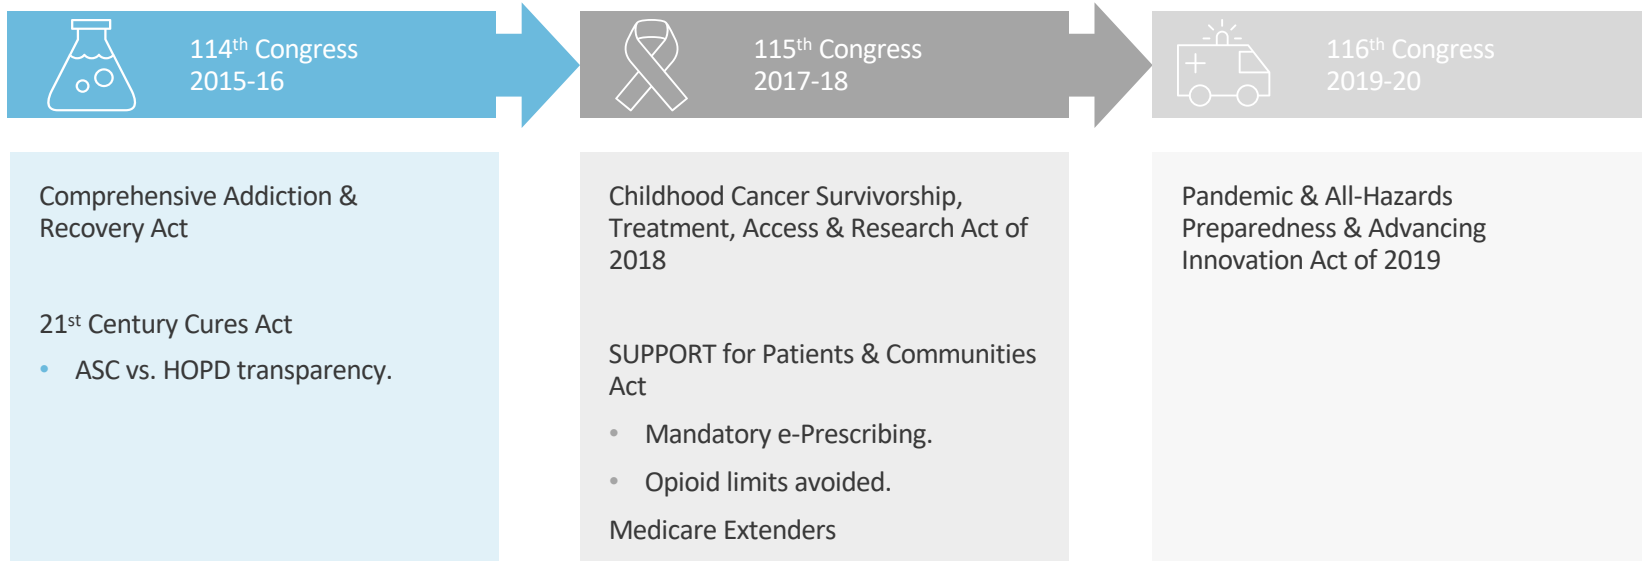 114th Congress
2015-16
115th Congress
2017-18
116th Congress
2019-20
Comprehensive Addiction &
Recovery Act
21st Century Cures Act
• ASC vs. HOPD transparency.
Childhood Cancer Survivorship,
Treatment, Access & Research Act of
2018
SUPPORT for Patients & Communities
Act
• Mandatory e-Prescribing.
• Opioid limits avoided.
Medicare Extenders
Pandemic & All-Hazards
Preparedness & Advancing
Innovation Act of 2019